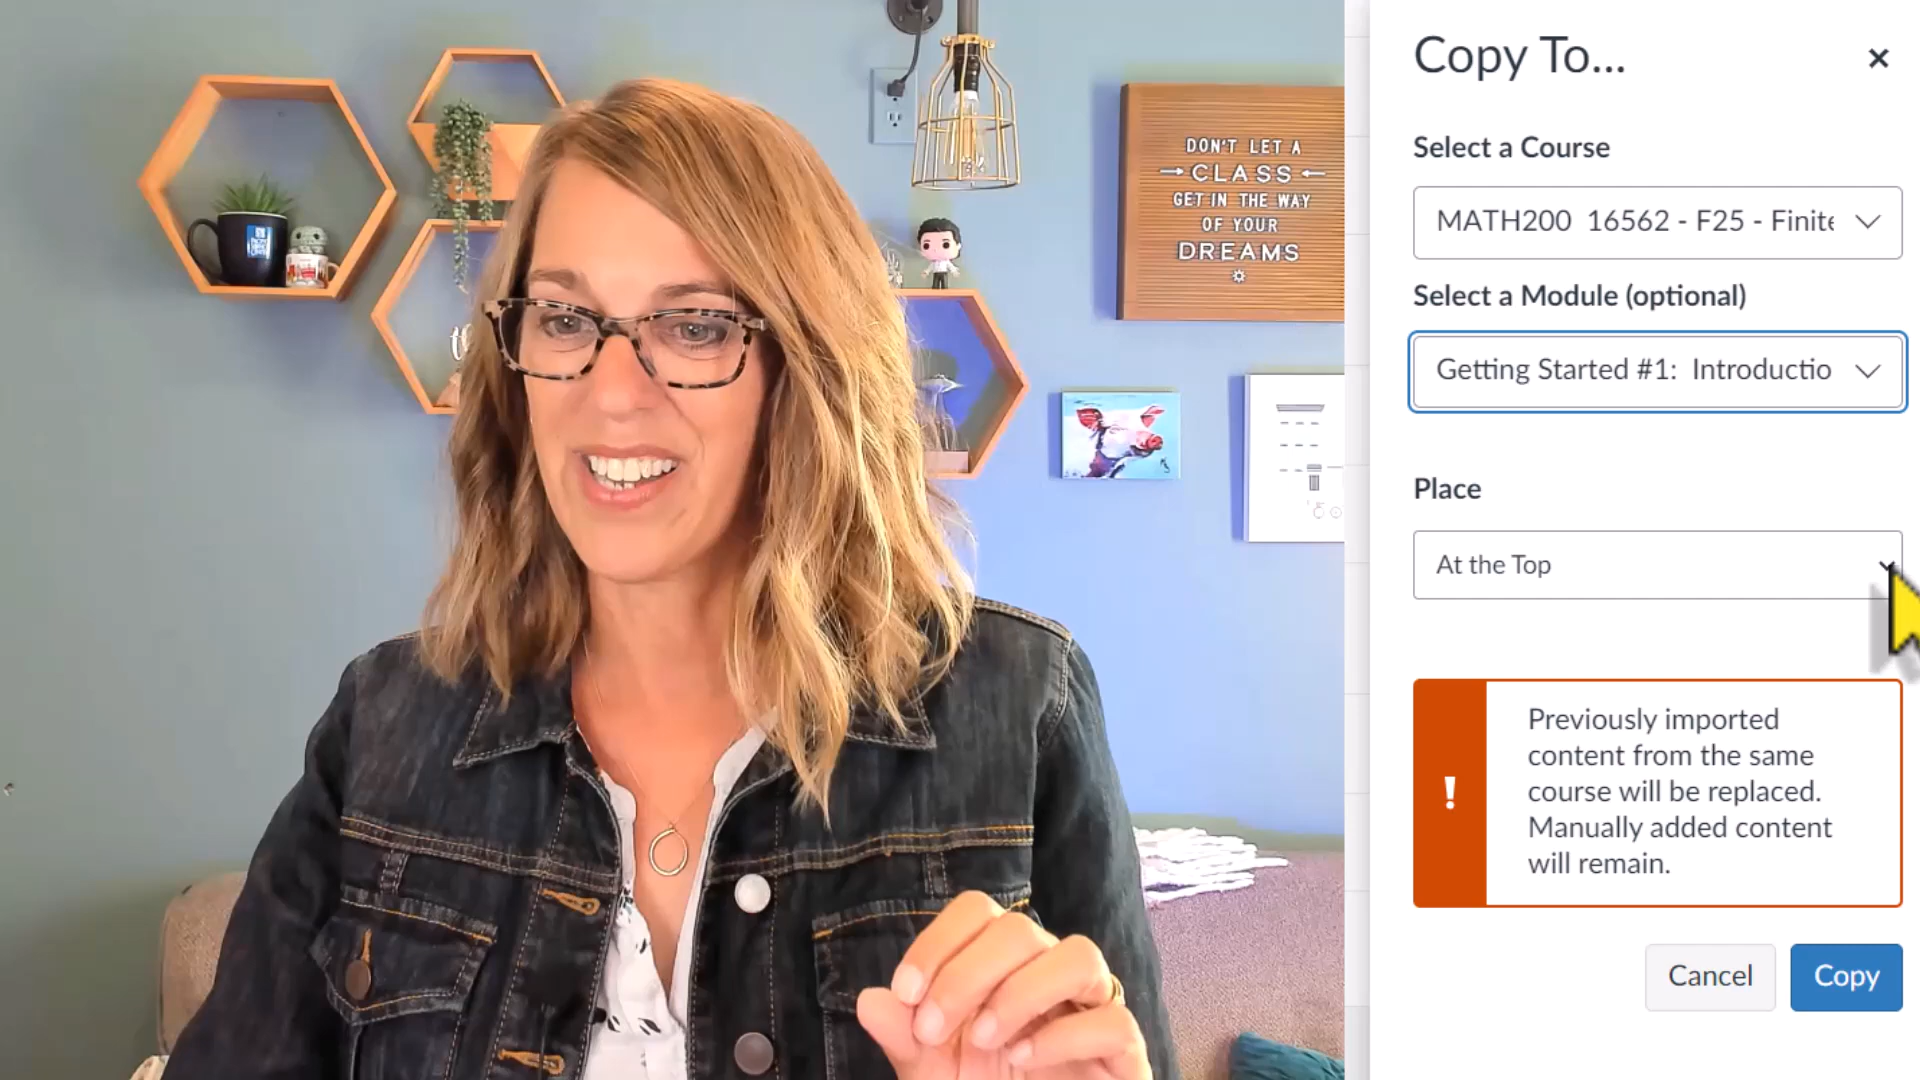 DON'T LET A
CLASS
GET IN THE WAY
OF YOUR
DREAMS
Copy To...
Select a Course
MATH200 16562 - F25 - Finite
Select a Module (optional)
Getting Started #1: Introductio
Place
At the Top
!
Previously imported
content from the same
course will be replaced.
Manually added content
will remain.
Cancel
Copy